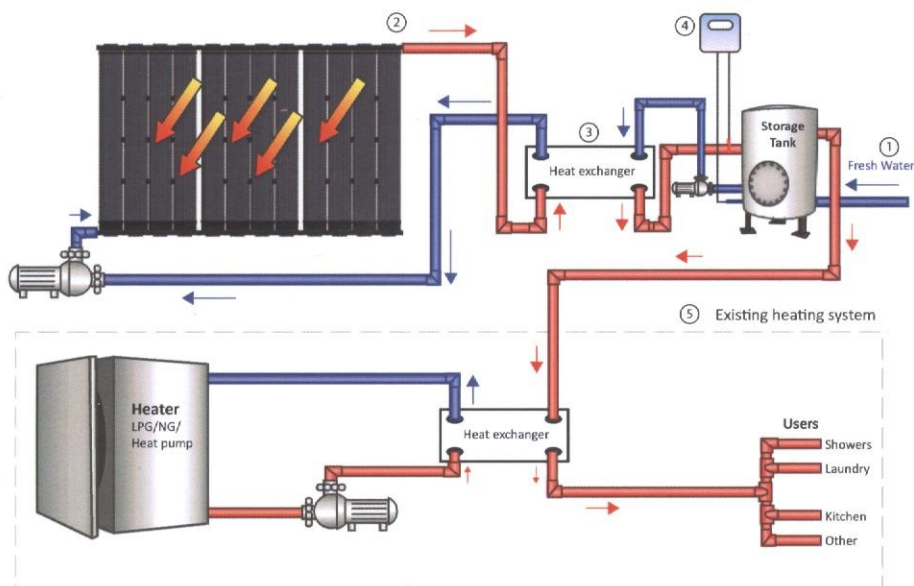 ②
④
Storage
Tank
①
Fresh Water
③
Heat exchanger
⑤ Existing heating system
Heater
LPG/NG/
Heat pump
Heat exchanger
Users
Showers
Laundry
Kitchen
Other